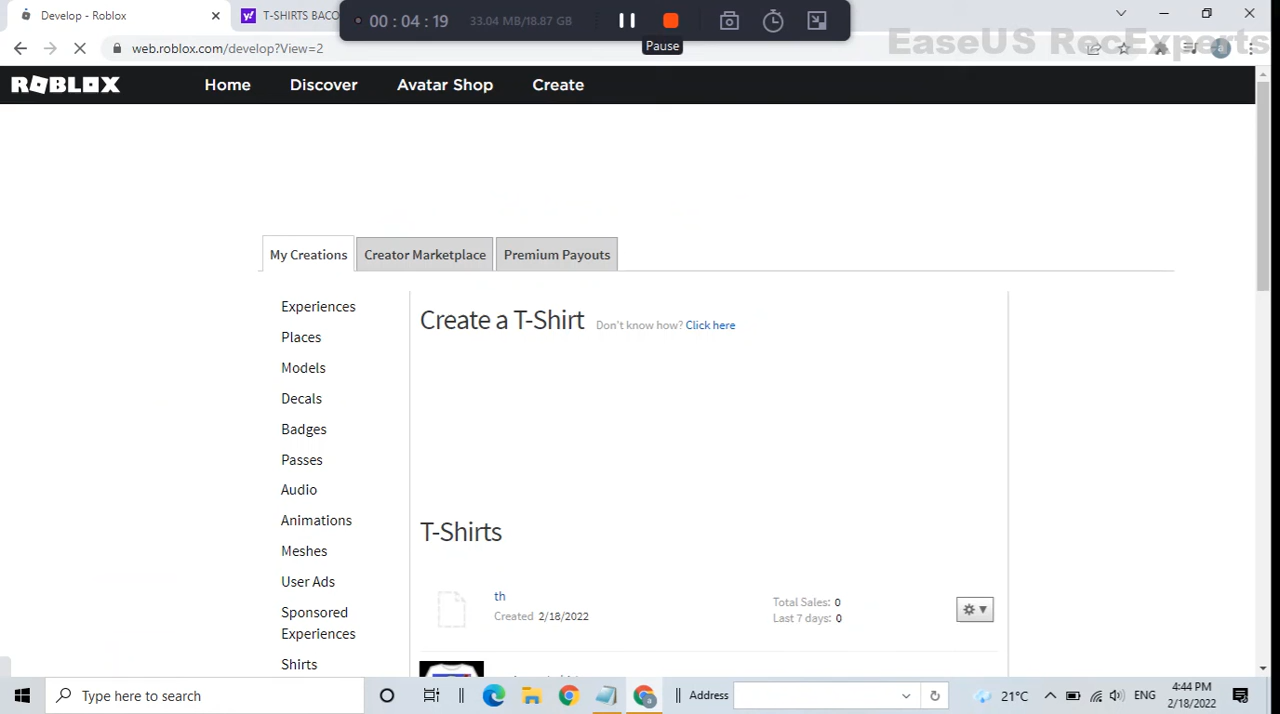 Develop - Roblox
T-SHIRTS BACO
00 : 04 : 19
33.04 MB/18.87 GB
Pause
EaseUS RecExperts
web.roblox.com/develop?View=2
ROBLOX
Home
Discover
Avatar Shop
Create
My Creations
Creator Marketplace
Premium Payouts
Experiences
Places
Models
Decals
Badges
Passes
Audio
Animations
Meshes
User Ads
Sponsored
Experiences
Shirts
Create a T-Shirt Don't know how? Click here
T-Shirts
th
Created 2/18/2022
Total Sales: 0
Last 7 days: 0
Type here to search
Address
21°C
ENG
4:44 PM
2/18/2022